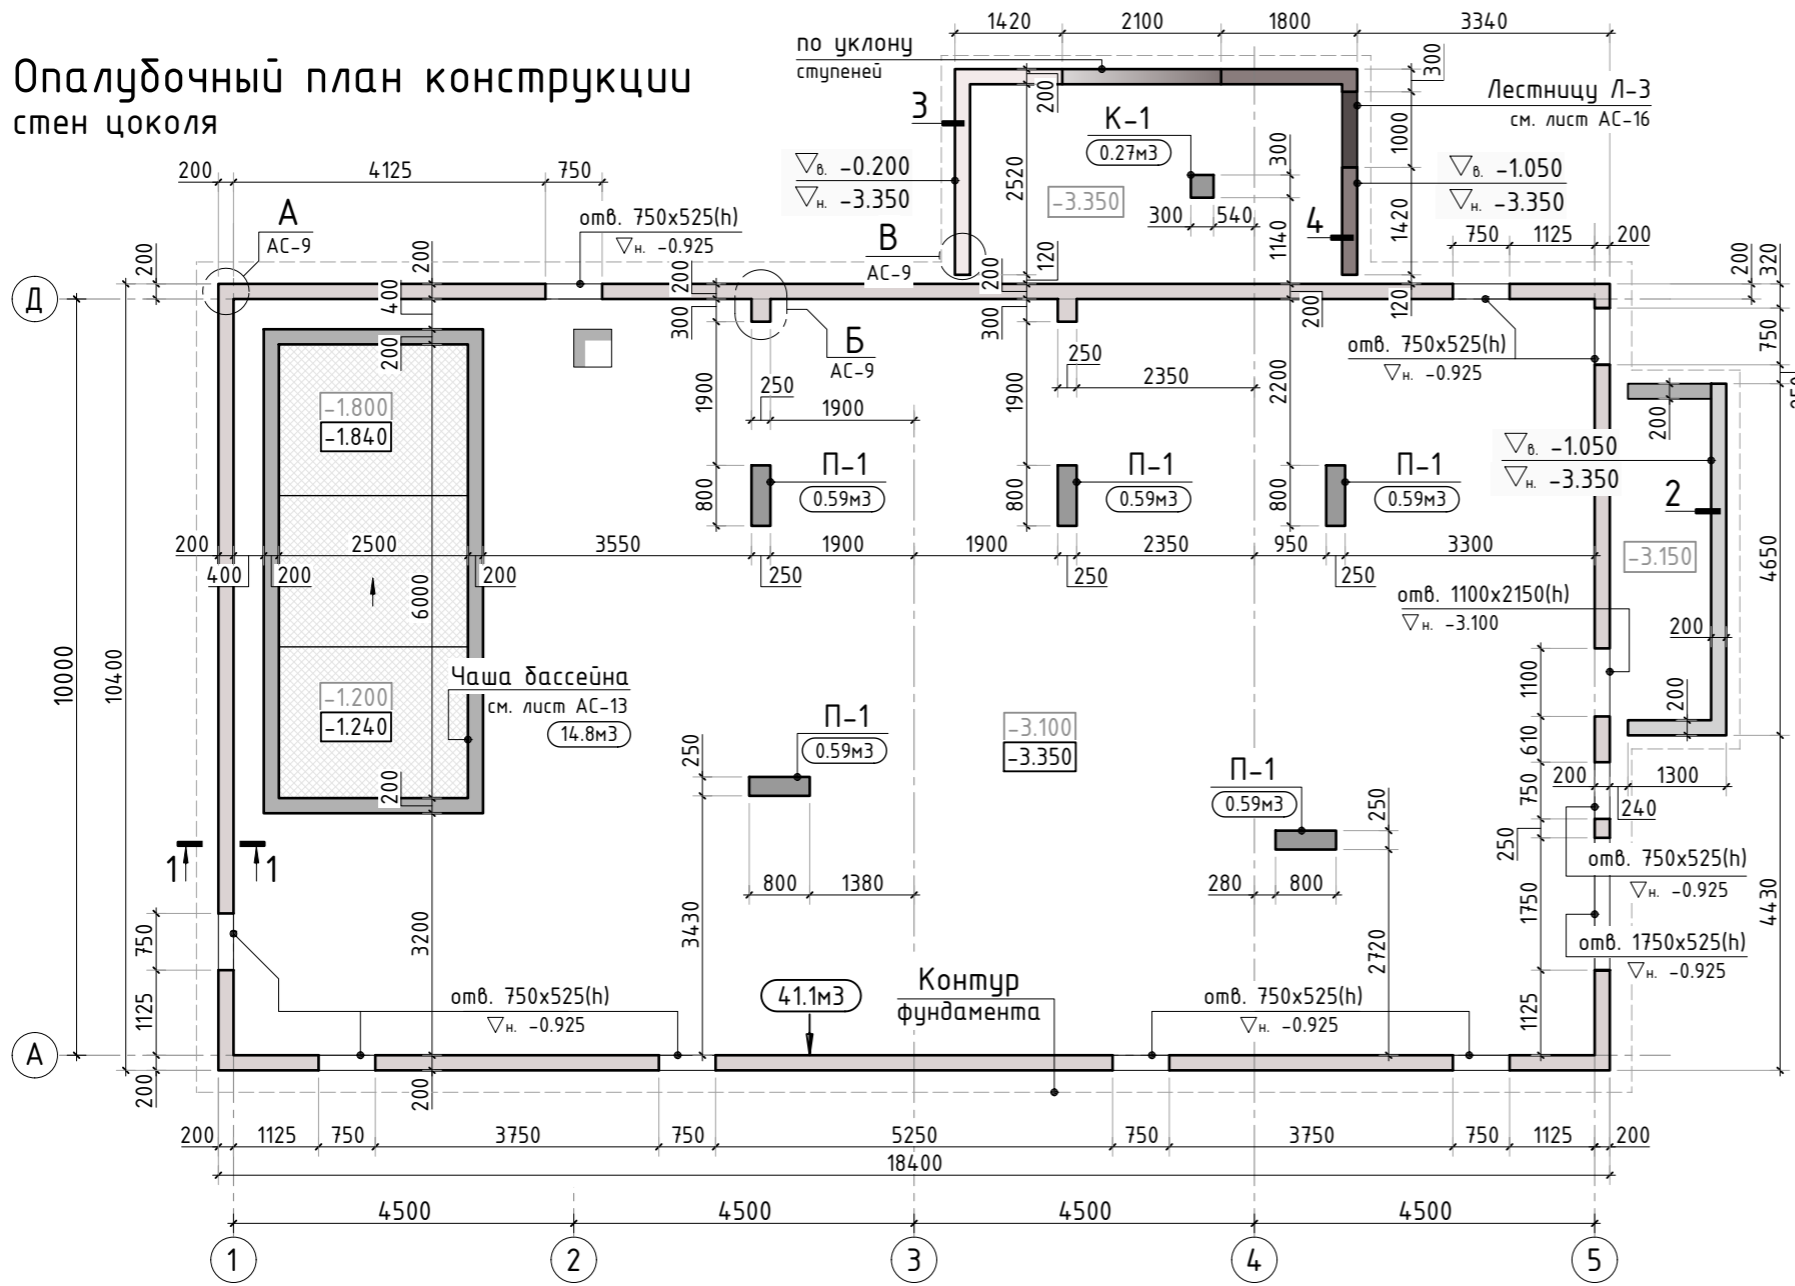 Опалубочный план конструкции
стен цоколя
1420
2100
1800
3340
по уклону
ступеней
300
200
3
К-1
0.27м3
Лестницу Л-3
см. лист АС-16
1000
▽в. -0.200
▽н. -3.350
2520
-3.350
300
300
540
1140
4
▽в. -1.050
▽н. -3.350
1420
200
4125
750
А
АС-9
отв. 750х525(h)
▽н. -0.925
В
АС-9
120
750
1125
200
200
200
400
200
200
300
200
300
200
120
200
320
Д
Б
АС-9
отв. 750х525(h)
▽н. -0.925
750
200
-1.800
-1.840
1900
250
1900
1900
250
2350
2200
200
▽в. -1.050
▽н. -3.350
2
П-1
0.59м3
800
П-1
0.59м3
800
П-1
0.59м3
800
200
400
200
2500
200
3550
250
1900
1900
250
2350
950
250
3300
-3.150
4650
6000
отв. 1100х2150(h)
▽н. -3.100
200
10000
10400
Чаша бассейна
см. лист АС-13
14.8м3
-1.200
-1.240
200
П-1
0.59м3
250
-3.100
-3.350
П-1
0.59м3
250
1100
610
750
250
200
200
1300
240
1
1
800
1380
280
800
отв. 750х525(h)
▽н. -0.925
1750
4430
750
3200
3430
2720
отв. 1750х525(h)
▽н. -0.925
1125
отв. 750х525(h)
▽н. -0.925
41.1м3
Контур
фундамента
отв. 750х525(h)
▽н. -0.925
1125
А
200
200
200
1125
750
3750
750
5250
750
3750
750
1125
200
18400
4500
4500
4500
4500
1
2
3
4
5